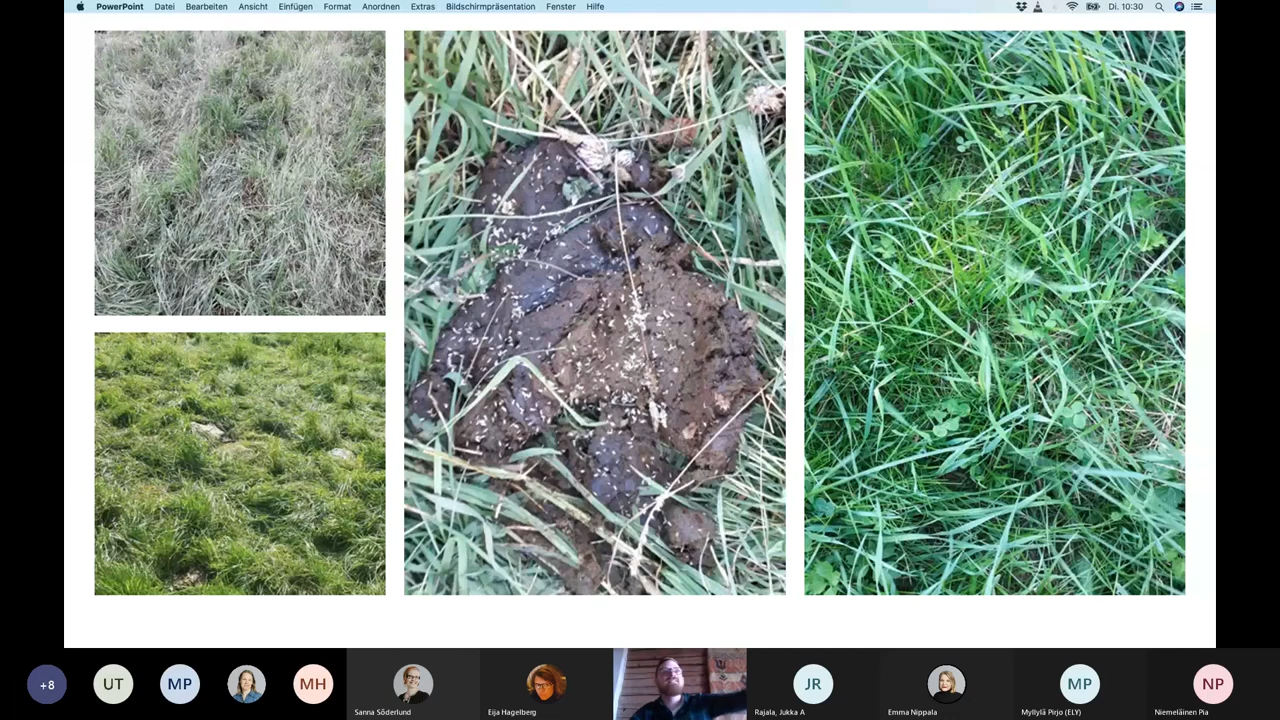 PowerPoint Datei Bearbeiten Ansicht Einfügen Format Anordnen Extras Bildschirmpräsentation Fenster Hilfe Di. 10:30
+8 UT MP MH JR MP NP
Sanna Söderlund Eija Hagelberg Rajala, Jukka A Emma Nippala Myllylä Pirjo (ELY) Niemeläinen Pia